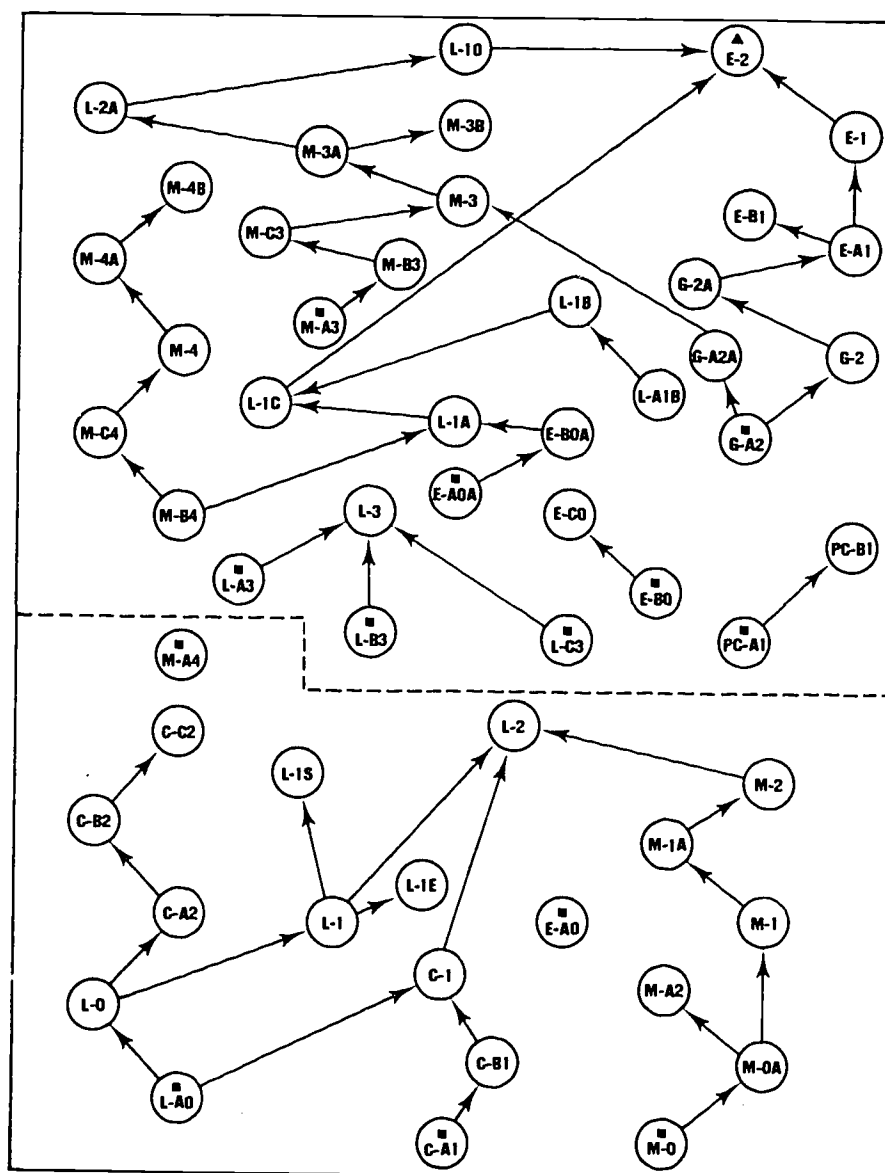 L-10
E-2
L-2A
M-3B
E-1
M-3A
M-4B
M-3
E-B1
M-C3
E-A1
M-4A
M-B3
G-2A
L-1B
M-A3
M-4
G-A2A
G-2
L-1C
L-A1B
L-1A
M-C4
E-B0A
G-A2
E-A0A
L-3
M-B4
E-C0
PC-B1
L-A3
E-B0
L-B3
L-C3
PC-A1
M-A4
C-C2
L-2
L-1S
M-2
C-B2
M-1A
L-1E
C-A2
L-1
E-A0
M-1
C-1
L-0
M-A2
C-B1
M-0A
L-A0
C-A1
M-0